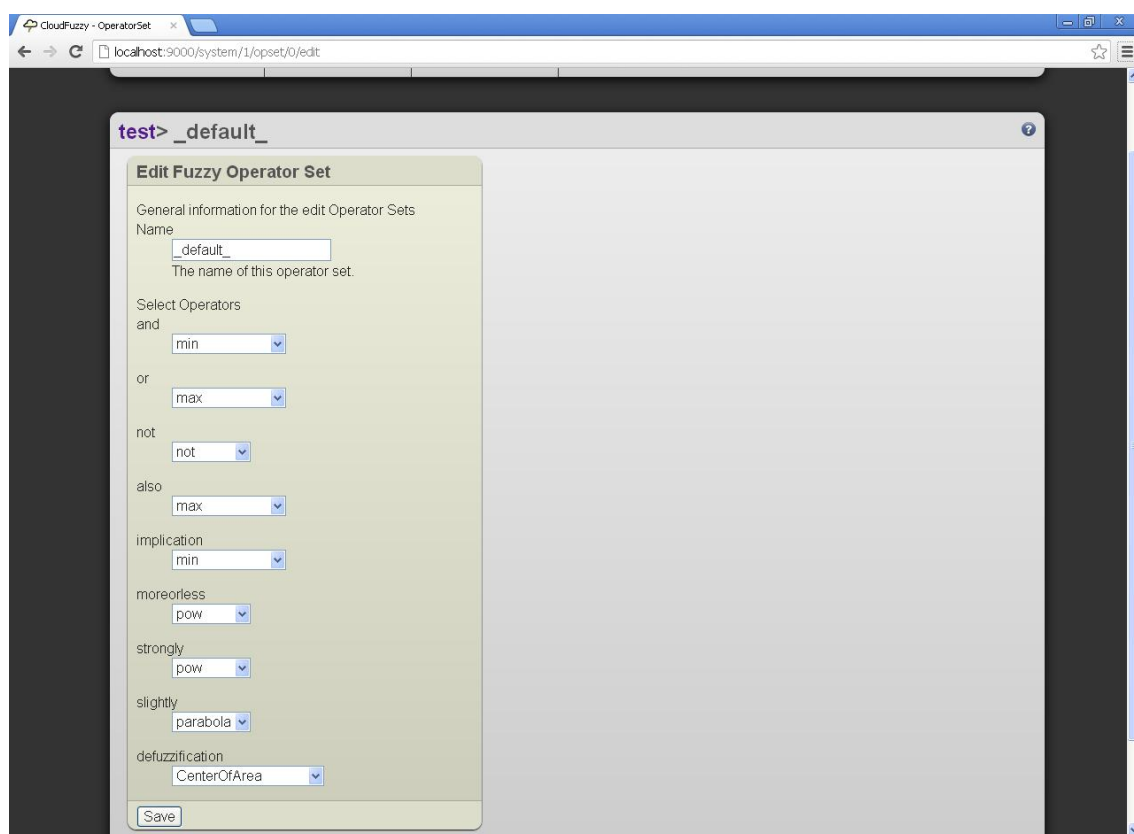 CloudFuzzy - OperatorSet
localhost:9000/system/1/opset/0/edit
test> _default_
Edit Fuzzy Operator Set
General information for the edit Operator Sets
Name
_default_
The name of this operator set.
Select Operators
and
min
or
max
not
not
also
max
implication
min
moreorless
pow
strongly
pow
slightly
parabola
defuzzification
CenterOfArea
Save